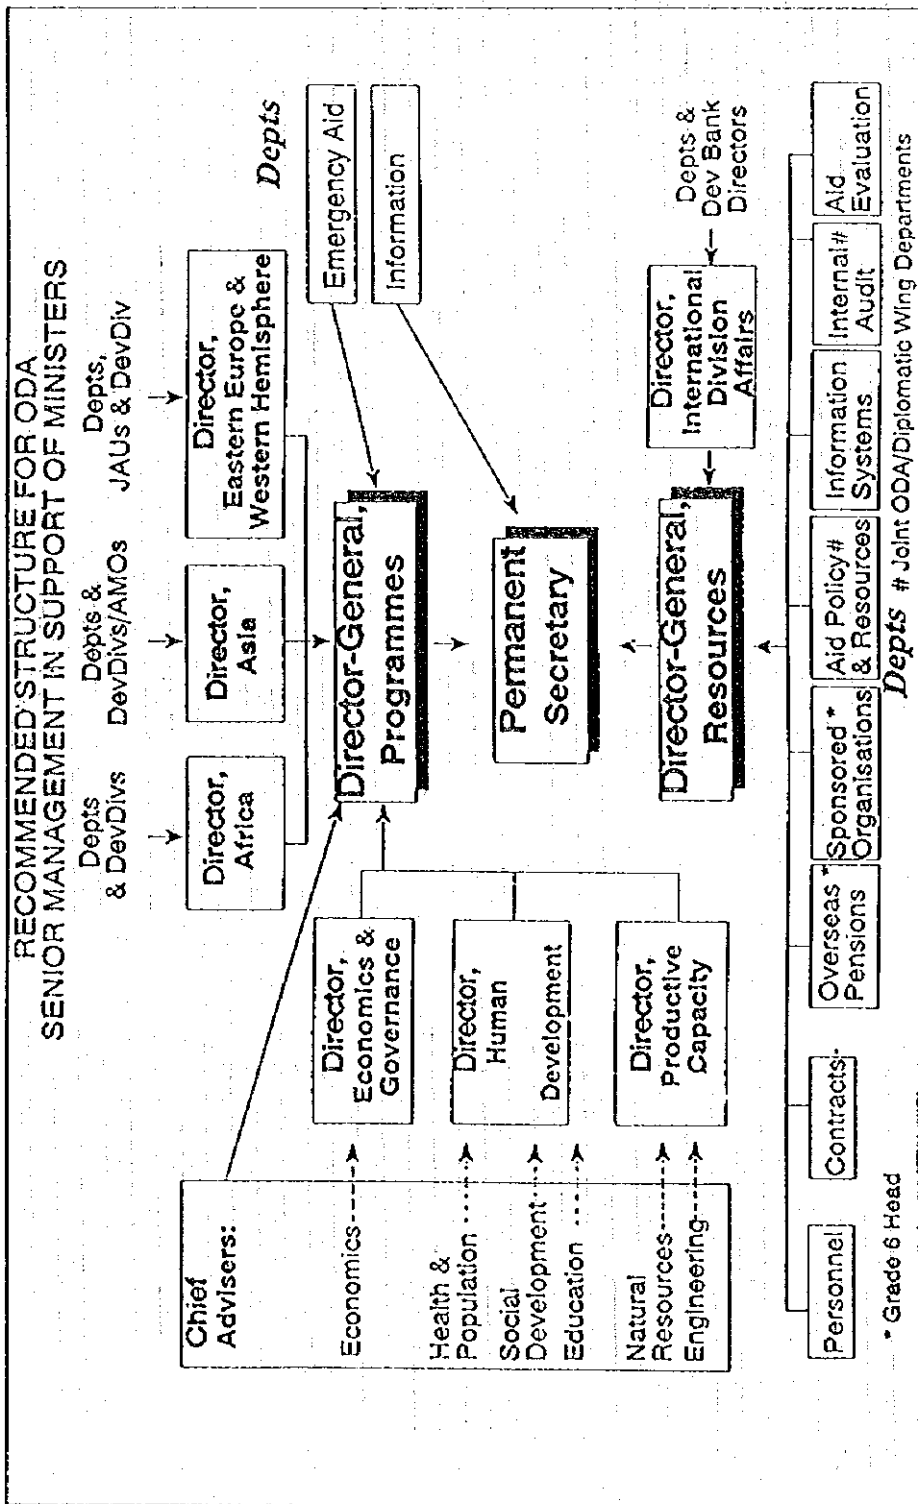 RECOMMENDED STRUCTURE FOR ODA
SENIOR MANAGEMENT IN SUPPORT OF MINISTERS
Depts
& DevDivs
Depts &
DevDivs/AMOs
Depts,
JAUs & DevDiv
Director,
Africa
Director,
Asia
Director,
Eastern Europe &
Western Hemisphere
Depts
Emergency Aid
Information
Chief
Advisers:
Economics
Health &
Population
Social
Development
Education
Natural
Resources
Engineering
Director,
Economics &
Governance
Director,
Human
Development
Director,
Productive
Capacity
Director-General,
Programmes
Permanent
Secretary
Director-General,
Resources
Director,
International
Division
Affairs
Depts &
Dev Bank
Directors
Personnel
Contracts
Overseas *
Pensions
Sponsored *
Organisations
Aid Policy#
& Resources
Information
Systems
Internal#
Audit
Aid
Evaluation
* Grade 6 Head
Depts # Joint ODA/Diplomatic Wing Departments